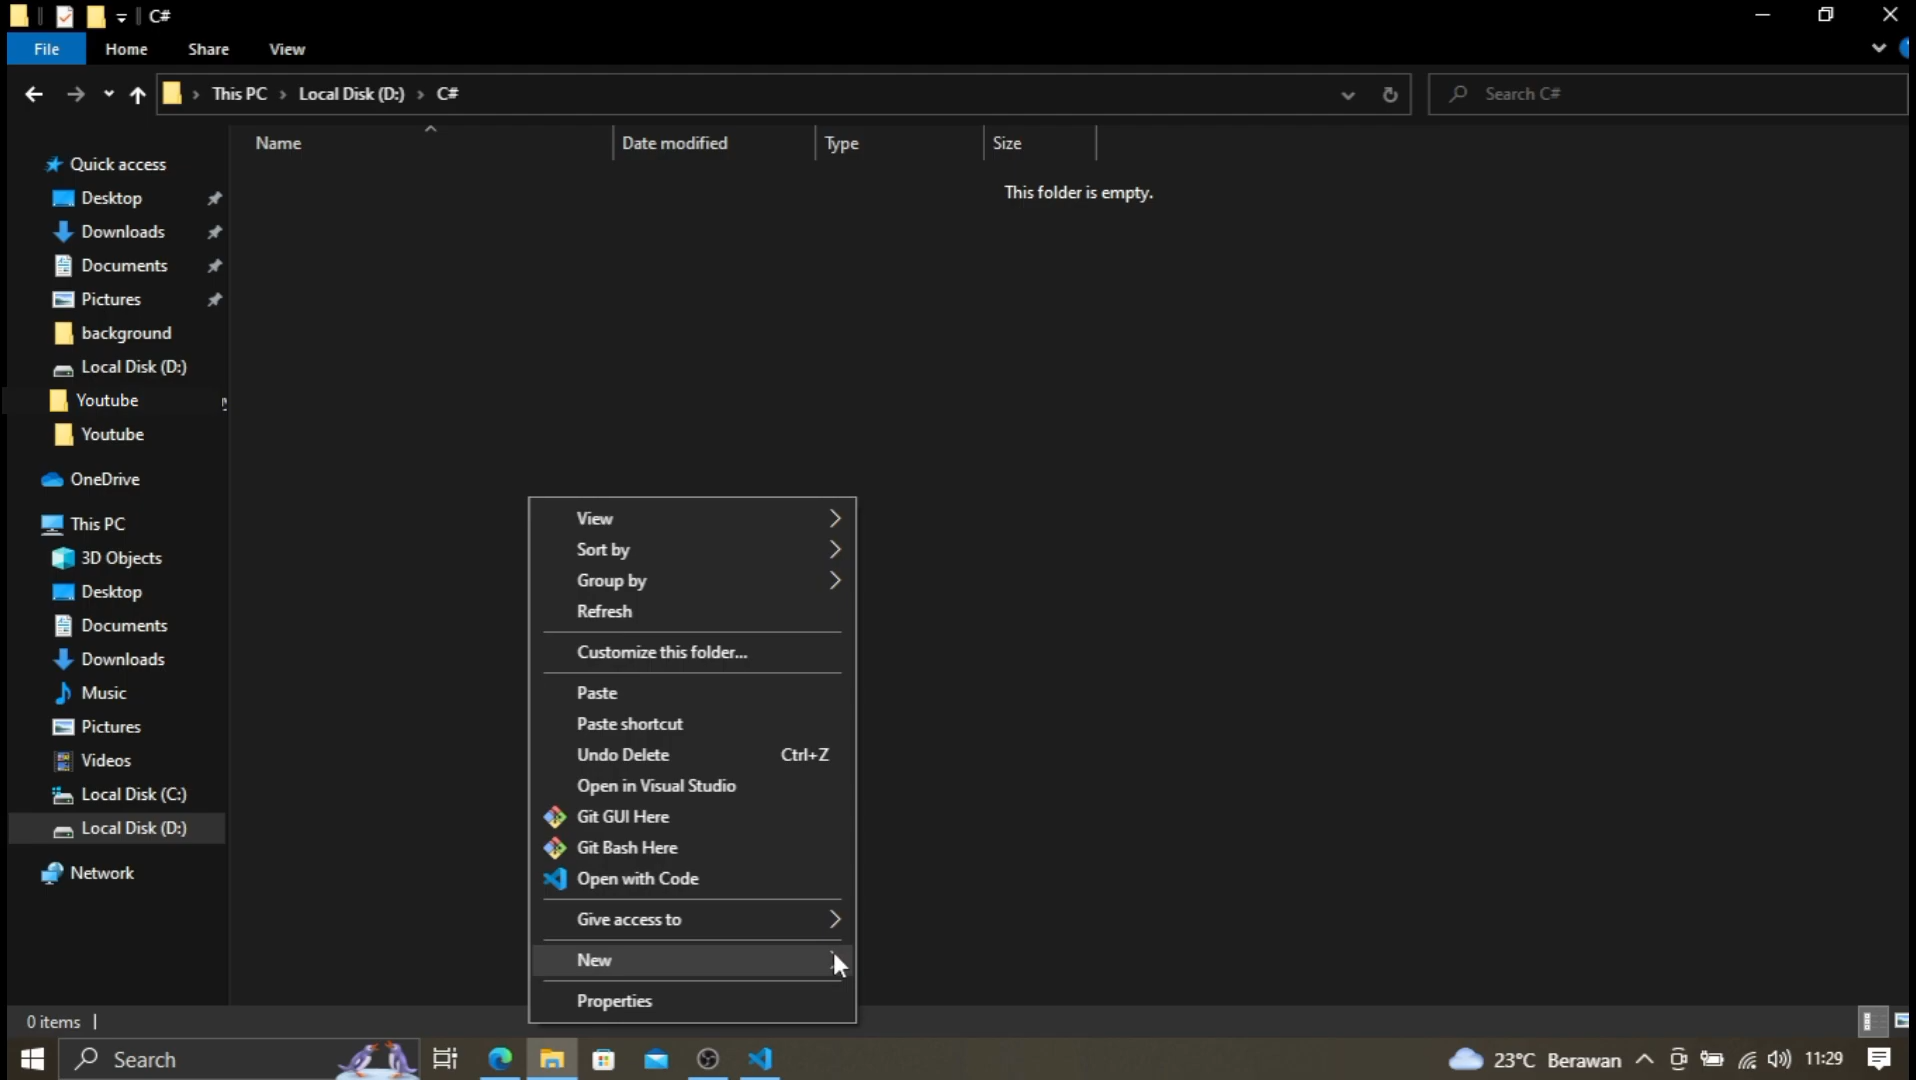 C#
File Home Share View
This PC Local Disk (D:) C#
Search C#
Name Date modified Type Size
This folder is empty.
Quick access
Desktop
Downloads
Documents
Pictures
background
Local Disk (D:)
Youtube
Youtube
OneDrive
This PC
3D Objects
Desktop
Documents
Downloads
Music
Pictures
Videos
Local Disk (C:)
Local Disk (D:)
Network
View
Sort by
Group by
Refresh
Customize this folder...
Paste
Paste shortcut
Undo Delete Ctrl+Z
Open in Visual Studio
Git GUI Here
Git Bash Here
Open with Code
Give access to
New
Properties
0 items
Search
23°C Berawan
11:29